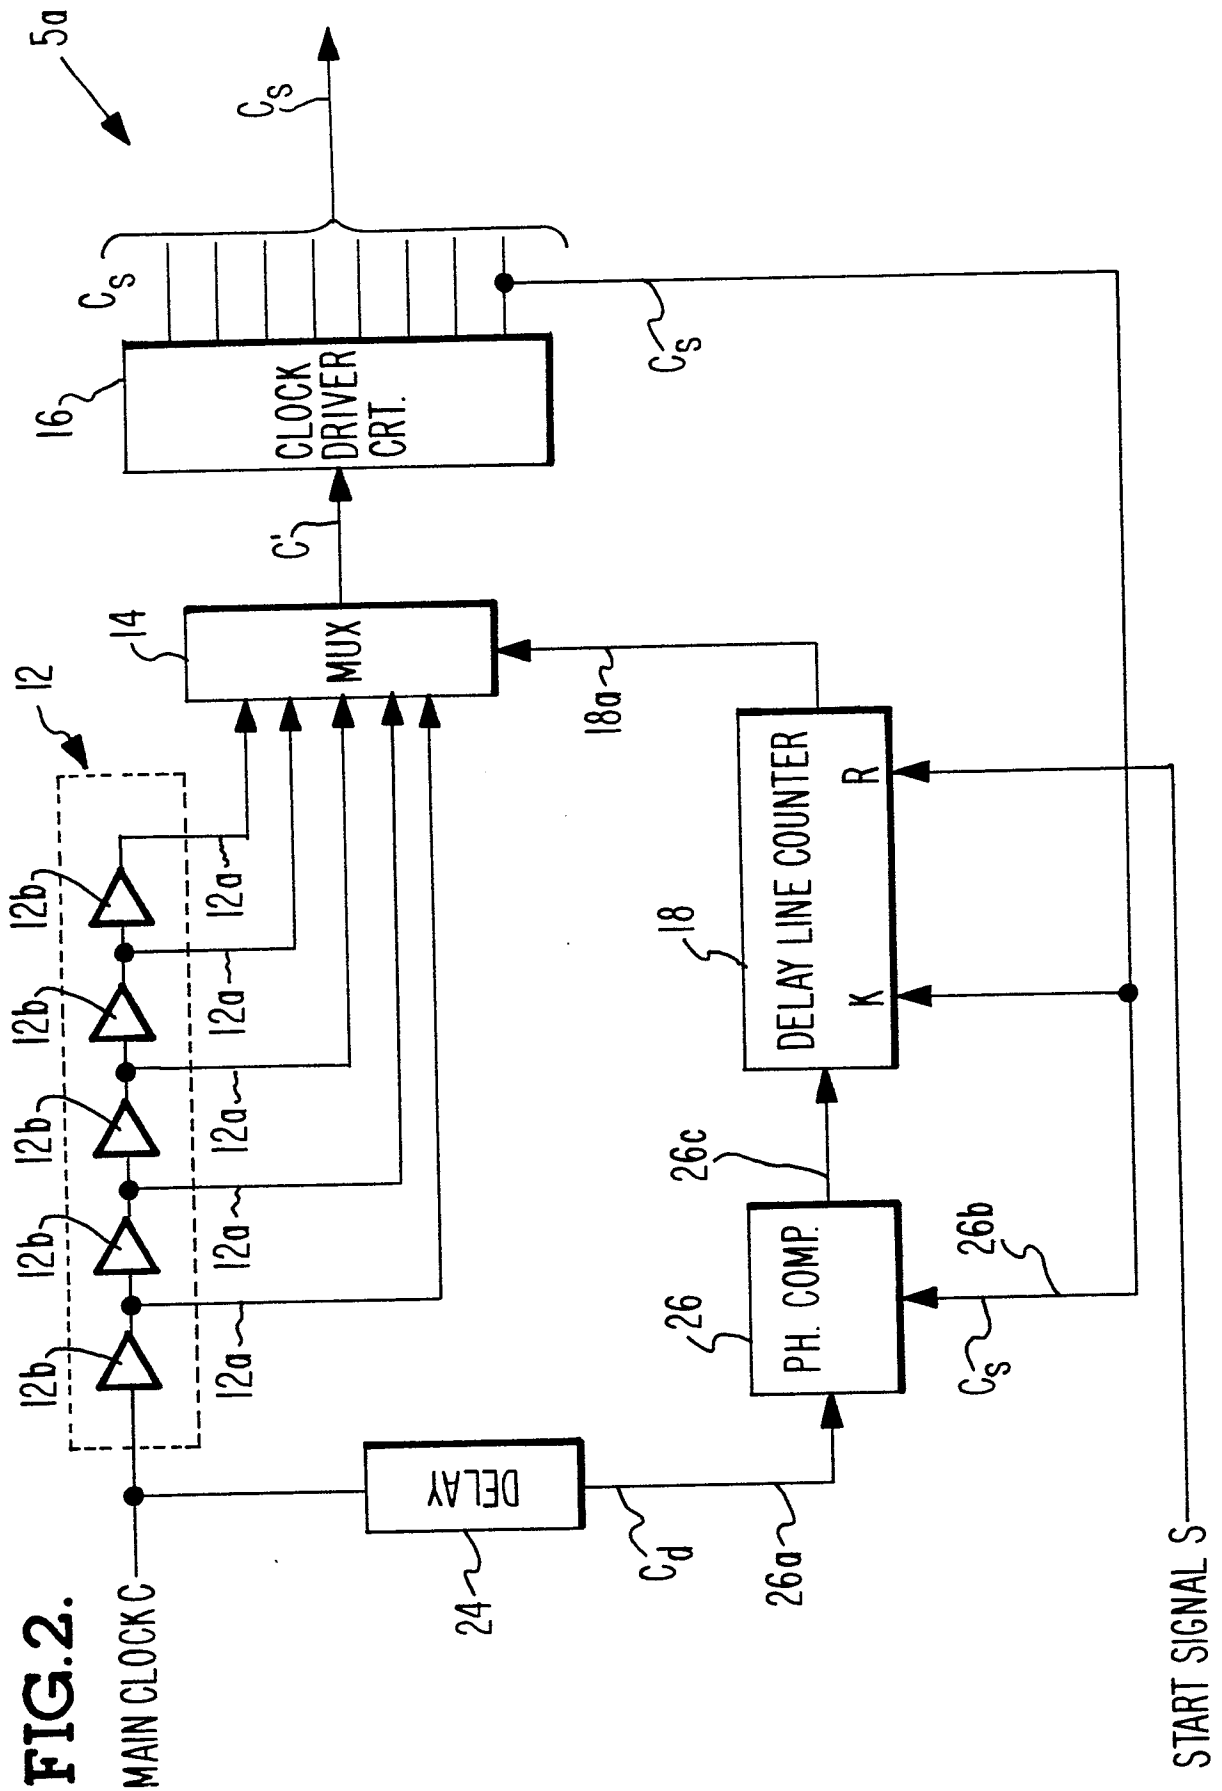 FIG.2.
5a
12
12b
12b
12b
12b
12b
12a
12a
12a
12a
12a
MAIN CLOCK C
14
MUX
C'
16
CLOCK
DRIVER
CRT.
Cs
Cs
Cs
24
DELAY
Cd
26a
26
PH. COMP.
26c
Cs
26b
18
DELAY LINE COUNTER
K
R
18a
START SIGNAL S